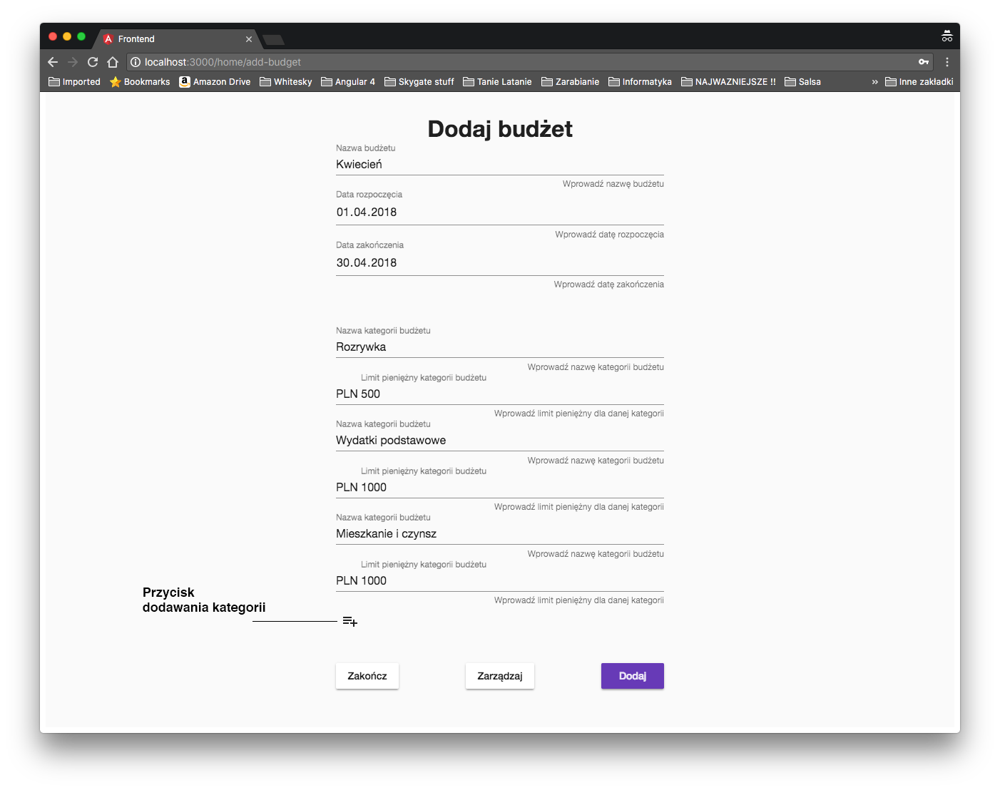 Frontend
localhost:3000/home/add-budget
Imported Bookmarks Amazon Drive Whitesky Angular 4 Skygate stuff Tanie Latanie Zarabianie Informatyka NAJWAZNIEJSZE !! Salsa » Inne zakładki
Dodaj budżet
Nazwa budżetu
Kwiecień
Wprowadź nazwę budżetu
Data rozpoczęcia
01.04.2018
Wprowadź datę rozpoczęcia
Data zakończenia
30.04.2018
Wprowadź datę zakończenia
Nazwa kategorii budżetu
Rozrywka
Wprowadź nazwę kategorii budżetu
Limit pieniężny kategorii budżetu
PLN 500
Wprowadź limit pieniężny dla danej kategorii
Nazwa kategorii budżetu
Wydatki podstawowe
Wprowadź nazwę kategorii budżetu
Limit pieniężny kategorii budżetu
PLN 1000
Wprowadź limit pieniężny dla danej kategorii
Nazwa kategorii budżetu
Mieszkanie i czynsz
Wprowadź nazwę kategorii budżetu
Limit pieniężny kategorii budżetu
PLN 1000
Wprowadź limit pieniężny dla danej kategorii
Przycisk
dodawania kategorii
Zakończ Zarządzaj Dodaj